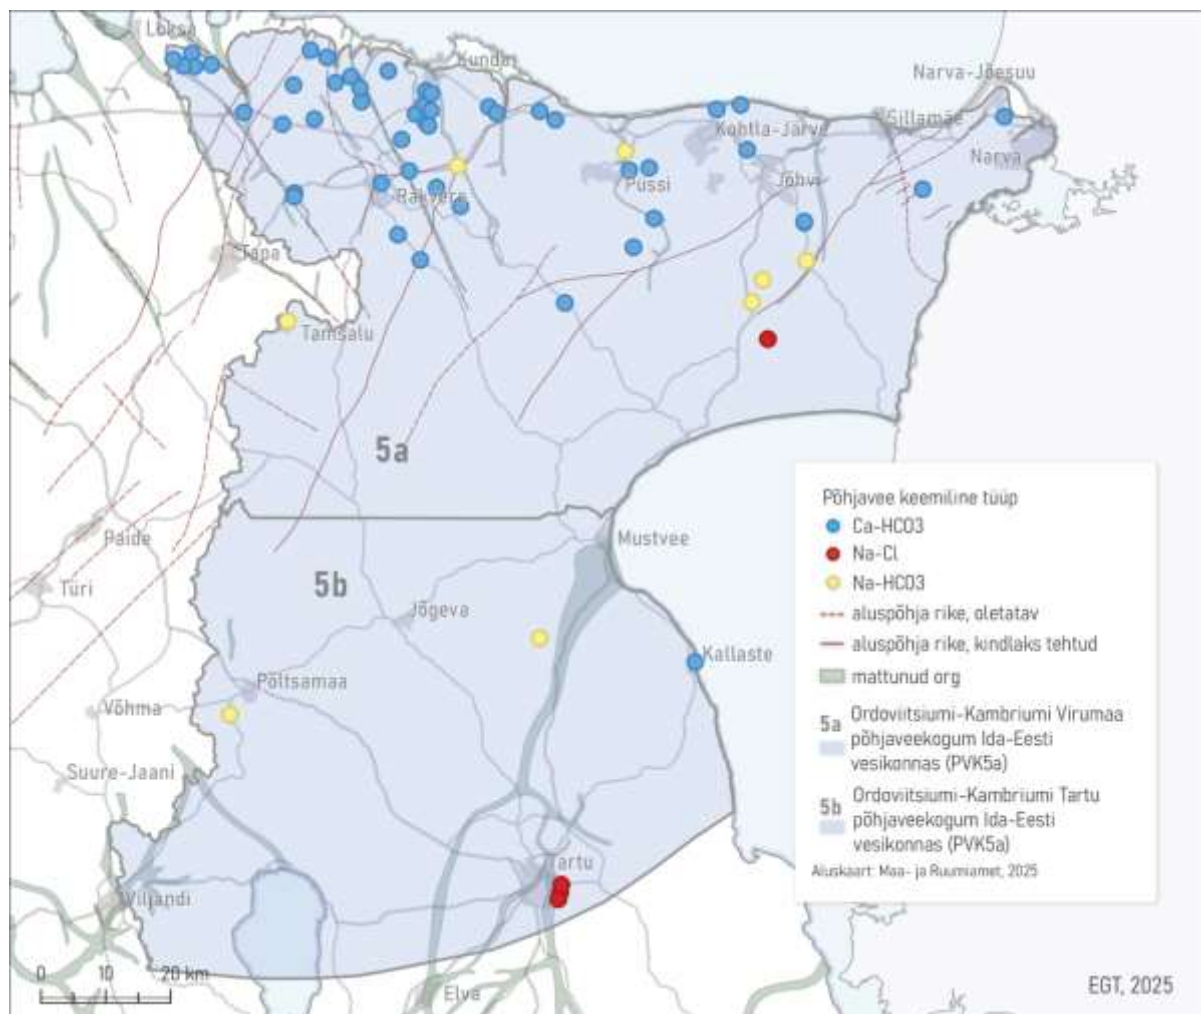 Loksa
Kunda
Narva-Jõesuu
Kohtla-Järve
Sillamäe
Narva
Püssi
Jõhvi
Rakvere
Tapa
Tamsalu
5a
Paide
Türi
Mustvee
5b
Jõgeva
Kallaste
Põltsamaa
Võhma
Suure-Jaani
Tartu
Viljandi
Elva
0 10 20 km
Põhjavee keemiline tüüp
Ca-HCO3
Na-Cl
Na-HCO3
aluspõhja rike, oletatav
aluspõhja rike, kindlaks tehtud
mattunud org
5a Ordoviitsiumi-Kambriumi Virumaa
põhjaveekogum Ida-Eesti
vesikonnas (PVK5a)
5b Ordoviitsiumi-Kambriumi Tartu
põhjaveekogum Ida-Eesti
vesikonnas (PVK5a)
Aluskaart: Maa- ja Ruumiamet, 2025
EGT, 2025